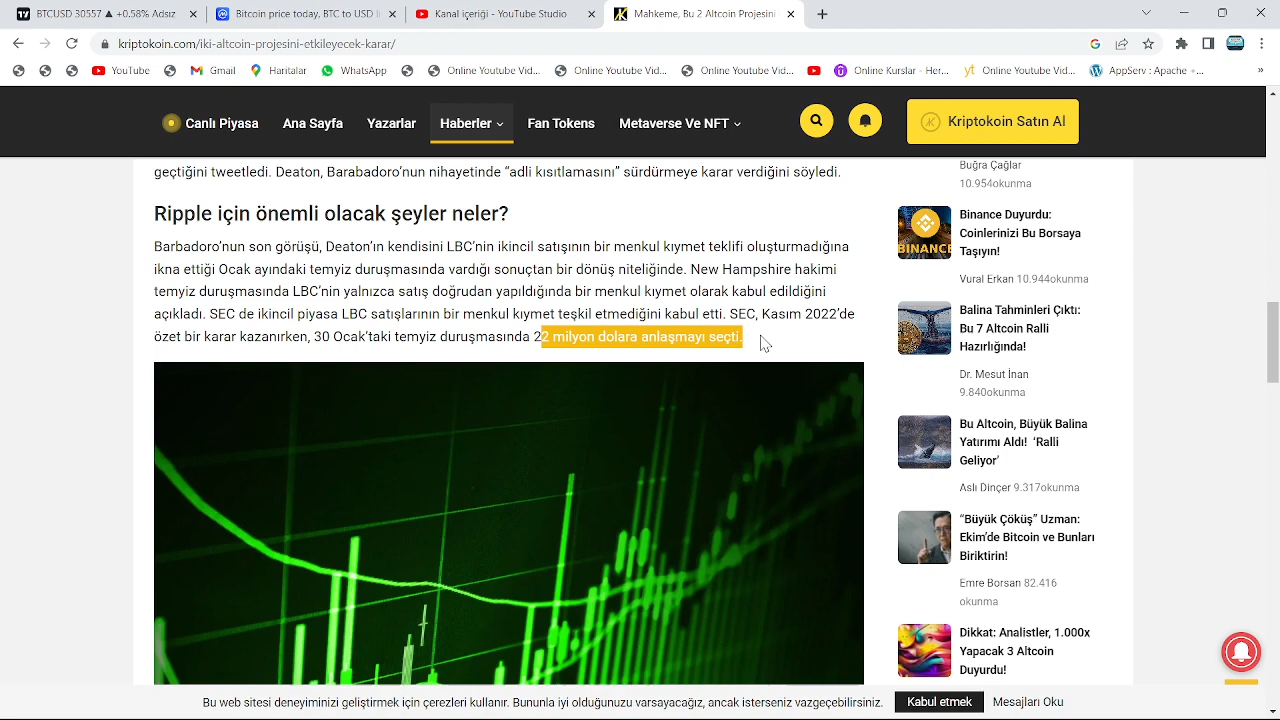 BTCUSD 30557 ▲ +0.58% Adsız
Bitcoin price today, BTC to USD li
Kanal içeriği - YouTube Studio
Mahkeme, Bu 2 Altcoin Projesini
kriptokoin.com/iki-altcoin-projesini-etkileyecek-karar/
YouTube
Gmail
Haritalar
WhatsApp
Online Youtube Vid...
Online Youtube Vid...
Online Youtube Vid...
Online Kurslar - Her...
Online Youtube Vid...
AppServ : Apache +...
Canlı Piyasa
Ana Sayfa
Yazarlar
Haberler
Fan Tokens
Metaverse Ve NFT
Kriptokoin Satın Al
geçtiğini tweetledi. Deaton, Barabadoro’nun nihayetinde “adli kısıtlamasını” sürdürmeye karar verdiğini söyledi.
Ripple için önemli olacak şeyler neler?
Barbadoro’nun son görüşü, Deaton’ın kendisini LBC’nin ikincil satışının bir menkul kıymet teklifi oluşturmadığına
ikna ettiği Ocak ayındaki temyiz duruşmasında vardığı sonuçtan bir dönüş niteliğinde. New Hampshire hakimi
temyiz duruşmasında LBC’nin yalnızca satış doğrudan yapıldığında bir menkul kıymet olarak kabul edildiğini
açıkladı. SEC de ikincil piyasa LBC satışlarının bir menkul kıymet teşkil etmediğini kabul etti. SEC, Kasım 2022’de
özet bir karar kazanırken, 30 Ocak’taki temyiz duruşmasında 22 milyon dolara anlaşmayı seçti.
Buğra Çağlar
10.954okunma
BINANCE
Binance Duyurdu:
Coinlerinizi Bu Borsaya
Taşıyın!
Vural Erkan 10.944okunma
Balina Tahminleri Çıktı:
Bu 7 Altcoin Ralli
Hazırlığında!
Dr. Mesut İnan
9.840okunma
Bu Altcoin, Büyük Balina
Yatırımı Aldı! ‘Ralli
Geliyor’
Aslı Dinçer 9.317okunma
“Büyük Çöküş” Uzman:
Ekim’de Bitcoin ve Bunları
Biriktirin!
Emre Borsan 82.416
okunma
Dikkat: Analistler, 1.000x
Yapacak 3 Altcoin
Duyurdu!
Bu web sitesi deneyiminizi geliştirmek için çerezleri kullanır. Bununla iyi olduğunuzu varsayacağız, ancak isterseniz vazgeçebilirsiniz.
Kabul etmek
Mesajları Oku